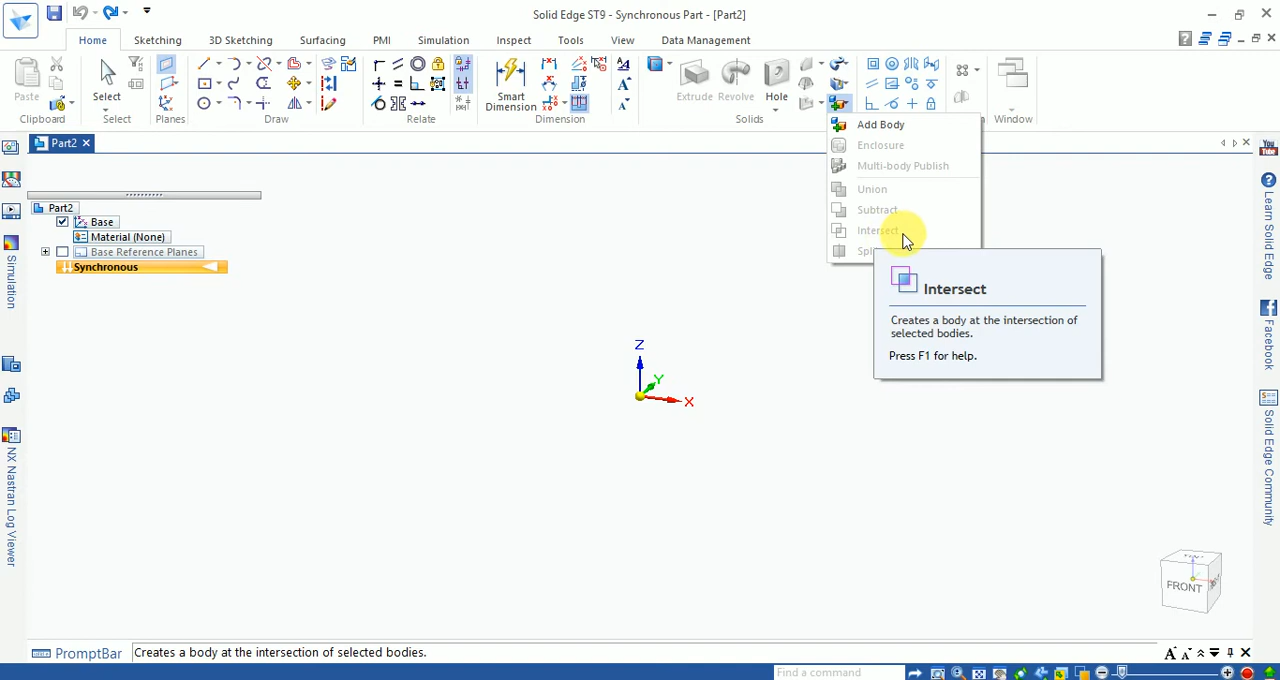 Solid Edge ST9 - Synchronous Part - [Part2]
Home Sketching 3D Sketching Surfacing PMI Simulation Inspect Tools View Data Management
Paste
Clipboard
Select
Select
Planes
Draw
Relate
Smart
Dimension
Dimension
Extrude Revolve Hole
Solids
Window
Add Body
Enclosure
Multi-body Publish
Union
Subtract
Intersect
Intersect
Creates a body at the intersection of
selected bodies.
Press F1 for help.
Part2
Part2
Base
Material (None)
Base Reference Planes
Synchronous
Simulation
NX Nastran Log Viewer
Z
Y
X
FRONT
You
Tube
Learn Solid Edge
Facebook
Solid Edge Community
PromptBar Creates a body at the intersection of selected bodies.
Find a command